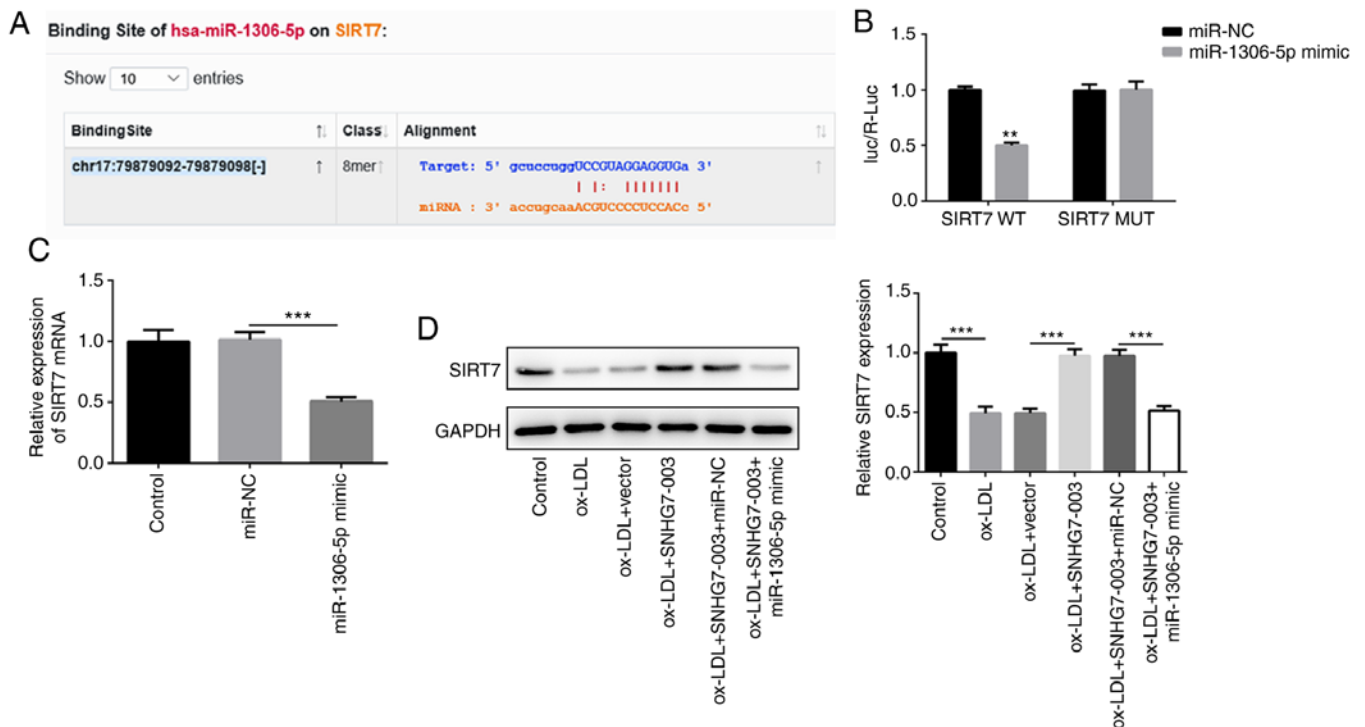 A
Binding Site of hsa-miR-1306-5p on SIRT7:
Show 10 entries
BindingSite Class Alignment
chr17:79879092-79879098[-] 8mer Target: 5' gcuccuggUCCGUAGGAGGUGa 3'
miRNA : 3' accugcaaACGUCCCCUCCACc 5'
B
miR-NC
miR-1306-5p mimic
luc/R-Luc
1.5
1.0
0.5
0.0
**
SIRT7 WT SIRT7 MUT
C
Relative expression
of SIRT7 mRNA
1.5
1.0
0.5
0.0
***
Control
miR-NC
miR-1306-5p mimic
D
SIRT7
GAPDH
Control
ox-LDL
ox-LDL+vector
ox-LDL+SNHG7-003
ox-LDL+SNHG7-003+miR-NC
ox-LDL+SNHG7-003+
miR-1306-5p mimic
Relative SIRT7 expression
1.5
1.0
0.5
0.0
*** *** ***
Control
ox-LDL
ox-LDL+vector
ox-LDL+SNHG7-003
ox-LDL+SNHG7-003+miR-NC
ox-LDL+SNHG7-003+
miR-1306-5p mimic